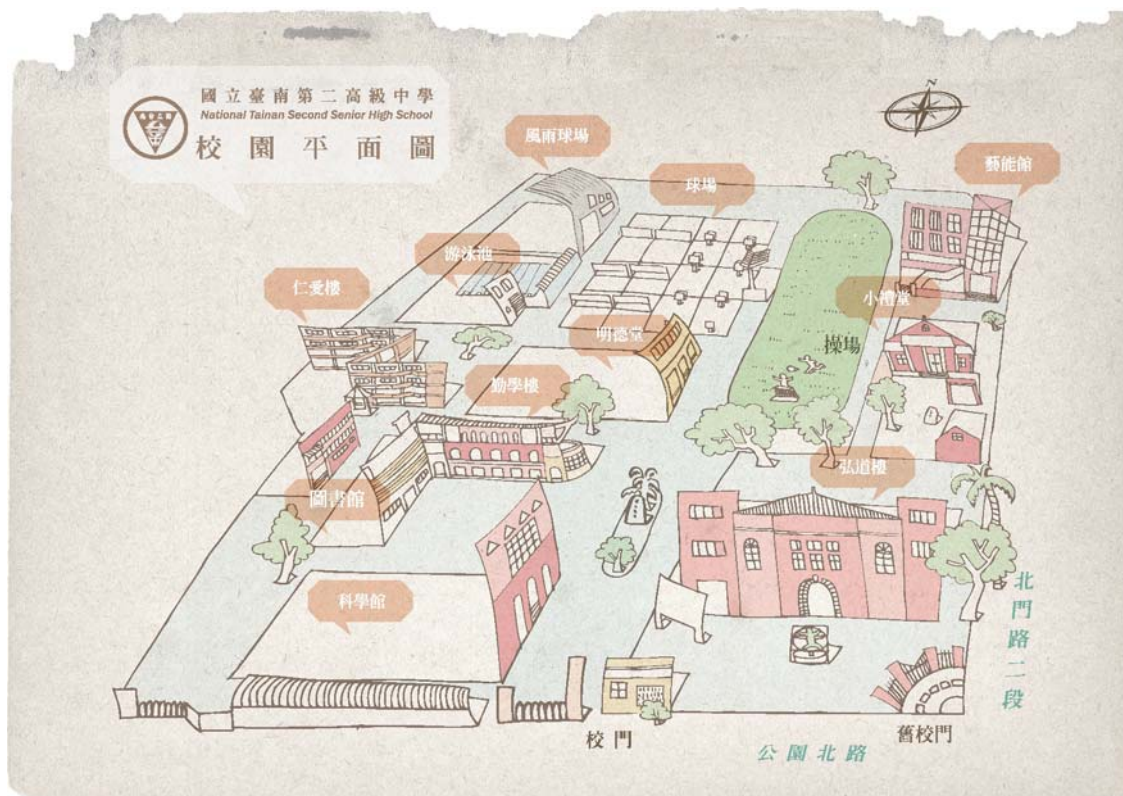 國立臺南第二高級中學
National Tainan Second Senior High School
校園平面圖
N
風雨球場
球場
藝能館
游泳池
仁愛樓
小禮堂
明德堂
操場
勤學樓
弘道樓
圖書館
科學館
北門路二段
校門
舊校門
公園北路